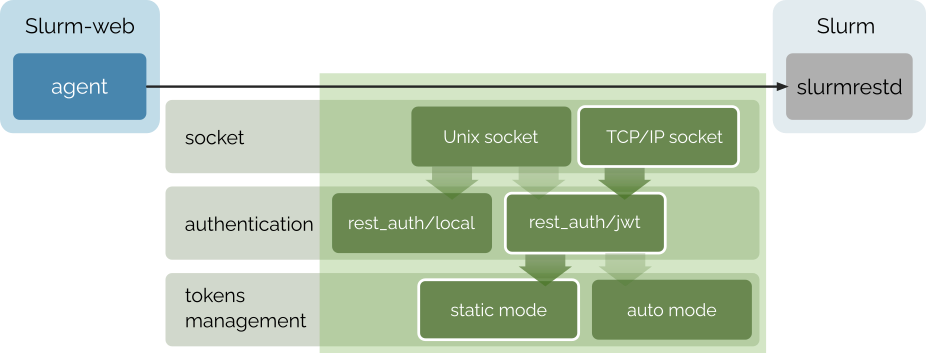 Slurm-web
Slurm
agent
slurmrestd
socket
Unix socket
TCP/IP socket
authentication
rest_auth/local
rest_auth/jwt
tokens
management
static mode
auto mode